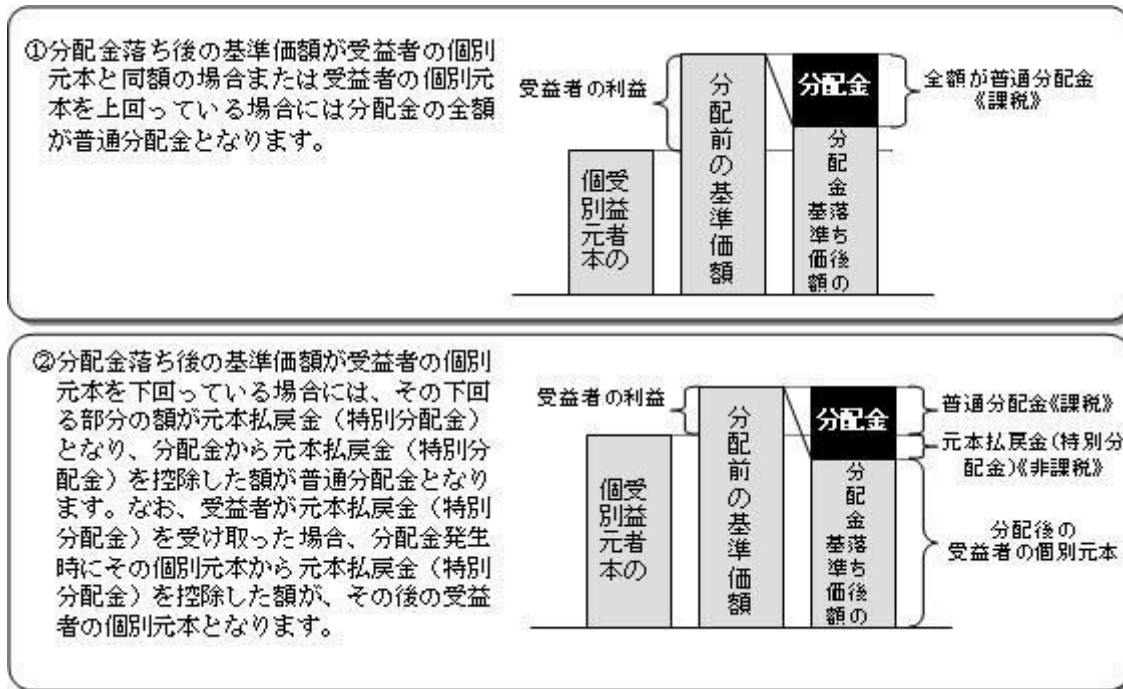 ①分配金落ち後の基準価額が受益者の個別
元本と同額の場合または受益者の個別元
本を上回っている場合には分配金の全額
が普通分配金となります。
受益者の利益
受益者の
個別元本
分配前の基準価額
分配金
分配金落ち後の
基準価額
全額が普通分配金
《課税》
②分配金落ち後の基準価額が受益者の個別
元本を下回っている場合には、その下回
る部分の額が元本払戻金（特別分配金）
となり、分配金から元本払戻金（特別分
配金）を控除した額が普通分配金となり
ます。なお、受益者が元本払戻金（特別
分配金）を受け取った場合、分配金発生
時にその個別元本から元本払戻金（特別
分配金）を控除した額が、その後の受益
者の個別元本となります。
受益者の利益
受益者の
個別元本
分配前の基準価額
分配金
分配金落ち後の
基準価額
普通分配金《課税》
元本払戻金(特別分
配金)《非課税》
分配後の
受益者の個別元本